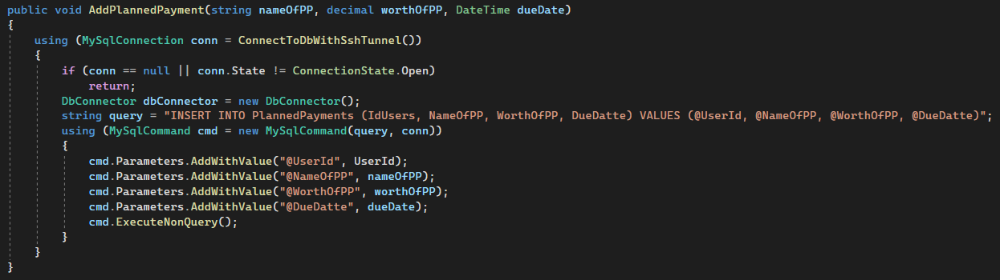 public void AddPlannedPayment(string nameOfPP, decimal worthOfPP, DateTime dueDate)
{
    using (MySqlConnection conn = ConnectToDbWithSshTunnel())
    {
        if (conn == null || conn.State != ConnectionState.Open)
            return;
        DbConnector dbConnector = new DbConnector();
        string query = "INSERT INTO PlannedPayments (IdUsers, NameOfPP, WorthOfPP, DueDatte) VALUES (@UserId, @NameOfPP, @WorthOfPP, @DueDatte)";
        using (MySqlCommand cmd = new MySqlCommand(query, conn))
        {
            cmd.Parameters.AddWithValue("@UserId", UserId);
            cmd.Parameters.AddWithValue("@NameOfPP", nameOfPP);
            cmd.Parameters.AddWithValue("@WorthOfPP", worthOfPP);
            cmd.Parameters.AddWithValue("@DueDatte", dueDate);
            cmd.ExecuteNonQuery();
        }
    }
}